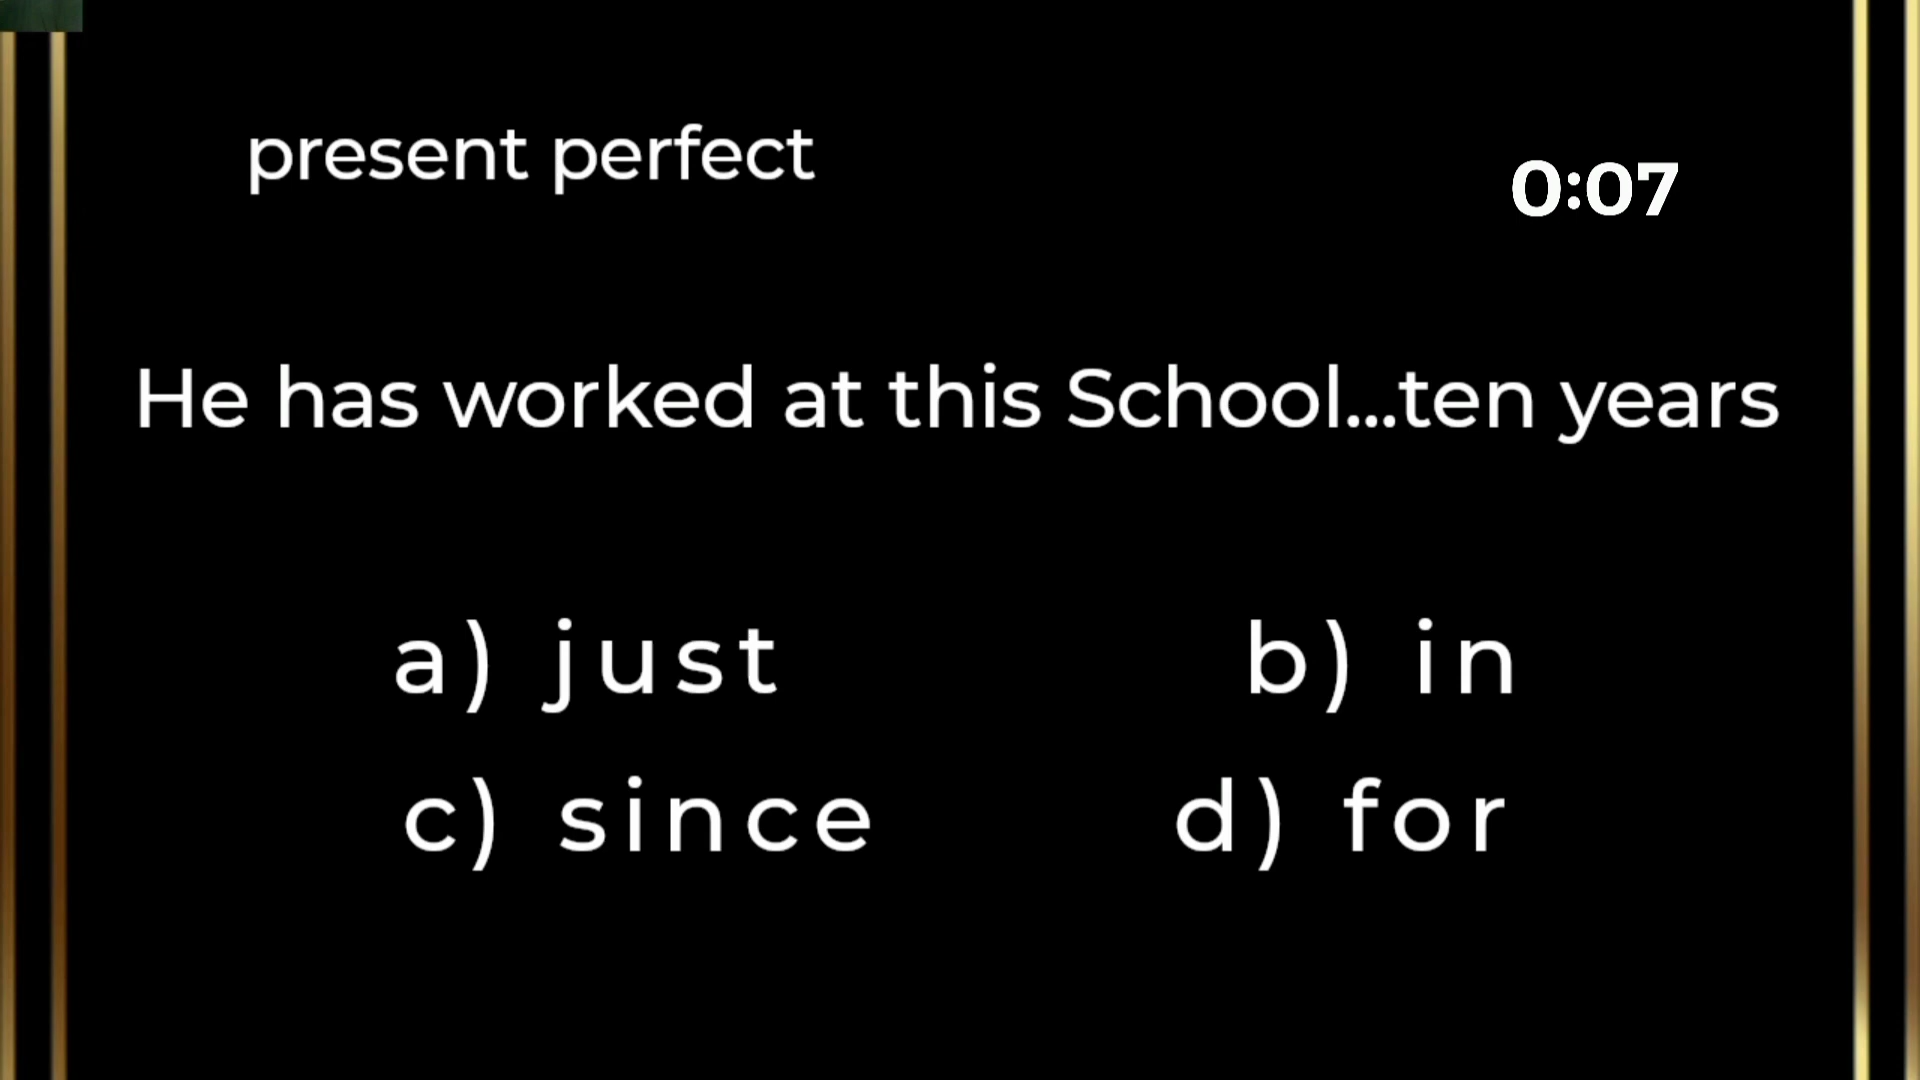 present perfect
0:07
He has worked at this School...ten years
a) just
b) in
c) since
d) for